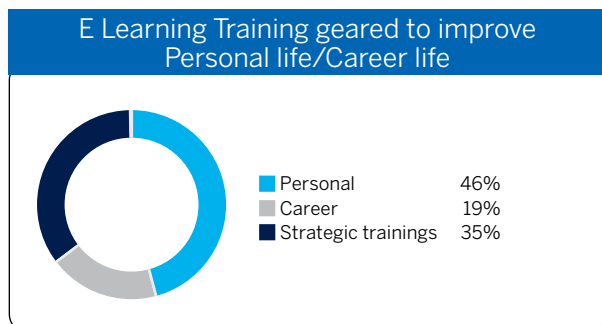 E Learning Training geared to improve
Personal life/Career life
Personal 46%
Career 19%
Strategic trainings 35%